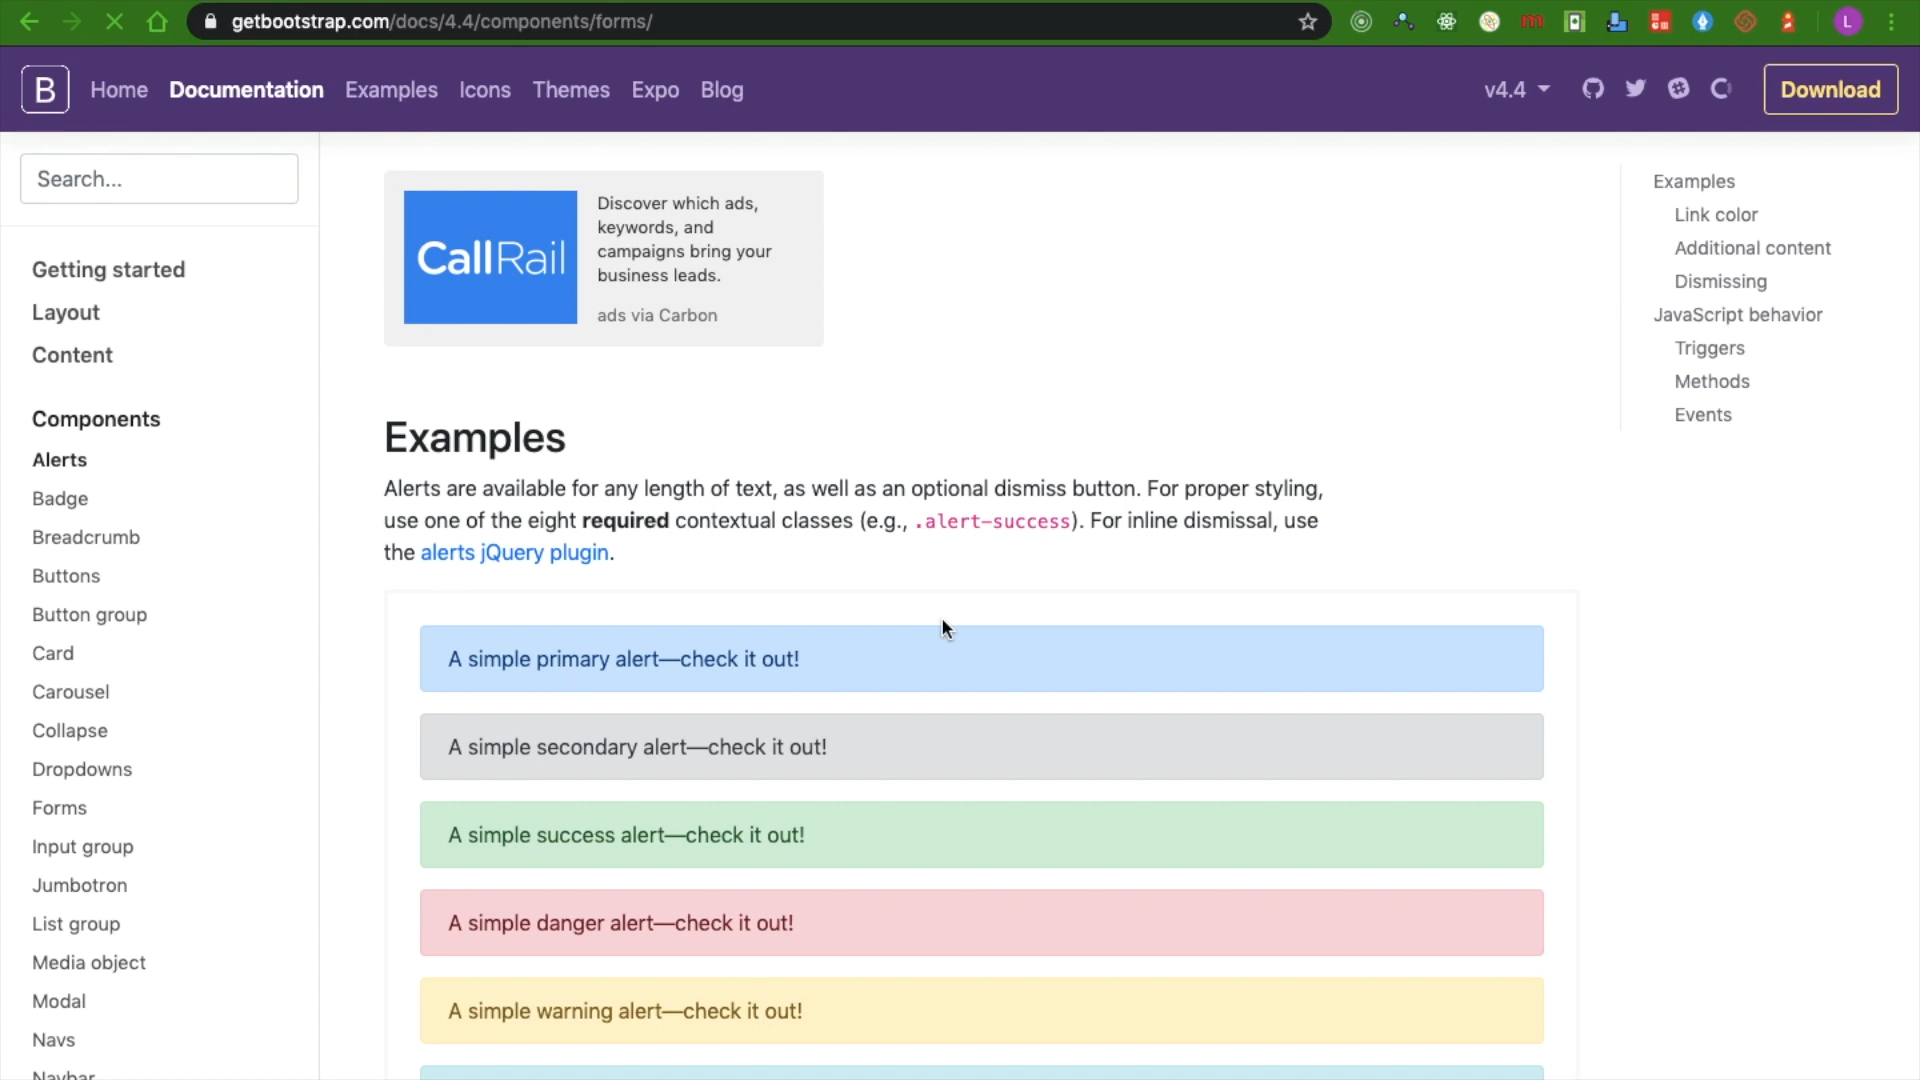 getbootstrap.com/docs/4.4/components/forms/
L
B
Home
Documentation
Examples
Icons
Themes
Expo
Blog
v4.4
Download
Search...
Getting started
Layout
Content
Components
Alerts
Badge
Breadcrumb
Buttons
Button group
Card
Carousel
Collapse
Dropdowns
Forms
Input group
Jumbotron
List group
Media object
Modal
Navs
Navbar
CallRail
Discover which ads,
keywords, and
campaigns bring your
business leads.
ads via Carbon
Examples
Alerts are available for any length of text, as well as an optional dismiss button. For proper styling,
use one of the eight required contextual classes (e.g., .alert-success). For inline dismissal, use
the alerts jQuery plugin.
A simple primary alert—check it out!
A simple secondary alert—check it out!
A simple success alert—check it out!
A simple danger alert—check it out!
A simple warning alert—check it out!
Examples
Link color
Additional content
Dismissing
JavaScript behavior
Triggers
Methods
Events